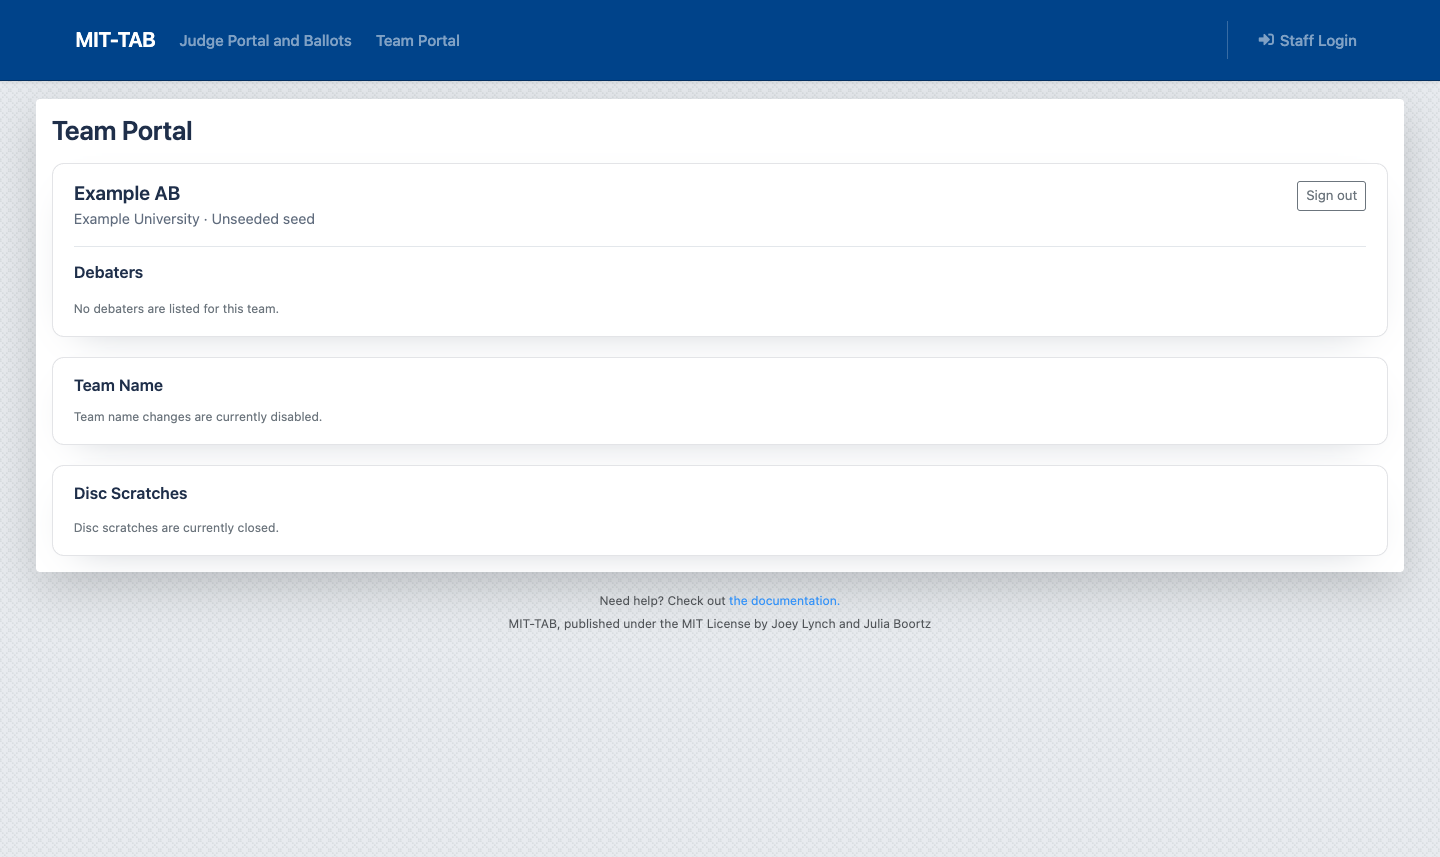 MIT-TAB
Judge Portal and Ballots
Team Portal
Staff Login
Team Portal
Example AB
Sign out
Example University · Unseeded seed
Debaters
No debaters are listed for this team.
Team Name
Team name changes are currently disabled.
Disc Scratches
Disc scratches are currently closed.
Need help? Check out the documentation.
MIT-TAB, published under the MIT License by Joey Lynch and Julia Boortz